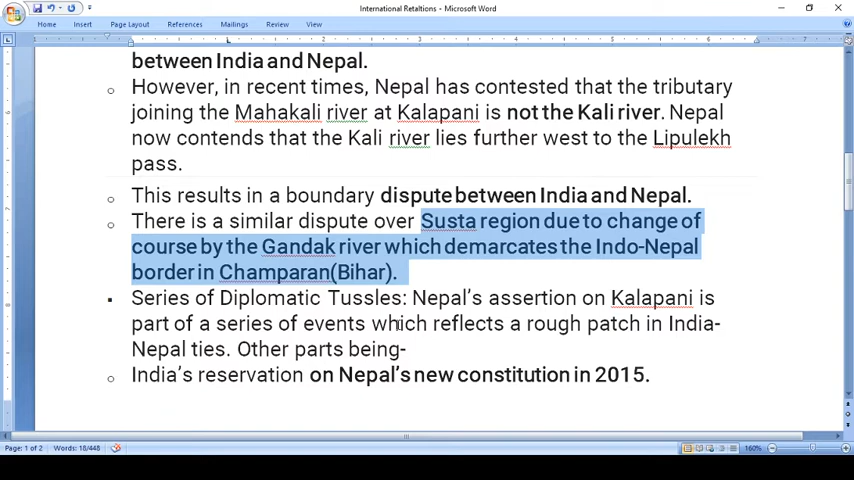 International Retaltions - Microsoft Word
Home Insert Page Layout References Mailings Review View
between India and Nepal.
However, in recent times, Nepal has contested that the tributary
joining the Mahakali river at Kalapani is not the Kali river. Nepal
now contends that the Kali river lies further west to the Lipulekh
pass.
This results in a boundary dispute between India and Nepal.
There is a similar dispute over Susta region due to change of
course by the Gandak river which demarcates the Indo-Nepal
border in Champaran(Bihar).
Series of Diplomatic Tussles: Nepal's assertion on Kalapani is
part of a series of events which reflects a rough patch in India-
Nepal ties. Other parts being-
India's reservation on Nepal's new constitution in 2015.
Page: 1 of 2 Words: 18/448 160%